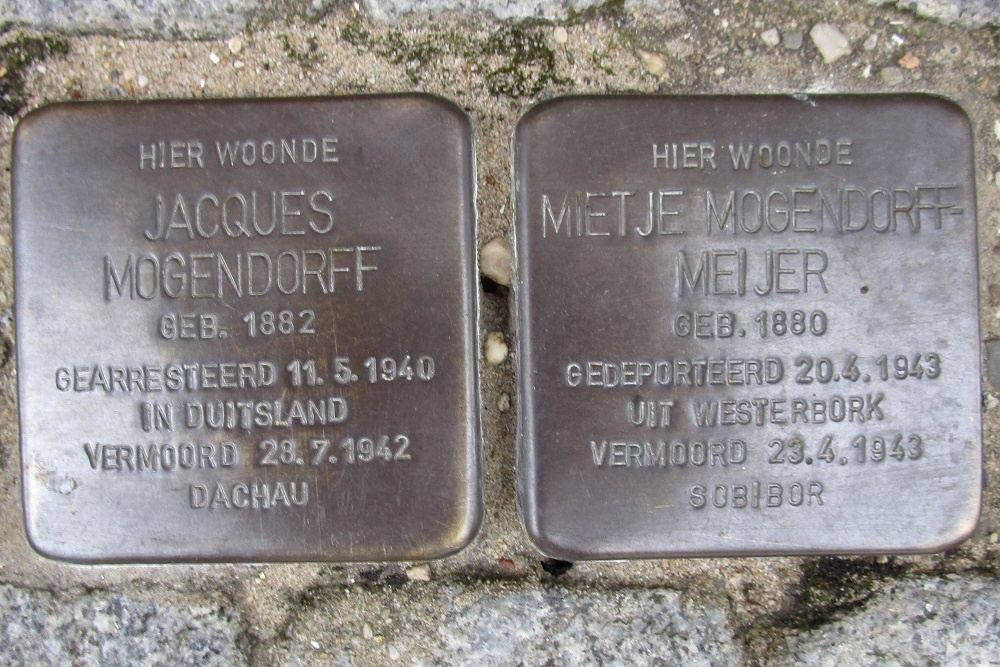 HIER WOONDE
JACQUES
MOGENDORFF
GEB. 1882
GEARRESTEERD 11.5.1940
IN DUITSLAND
VERMOORD 28.7.1942
DACHAU
HIER WOONDE
MIETJE MOGENDORFF-
MEIJER
GEB. 1880
GEDEPORTEERD 20.4.1943
UIT WESTERBORK
VERMOORD 23.4.1943
SOBIBOR